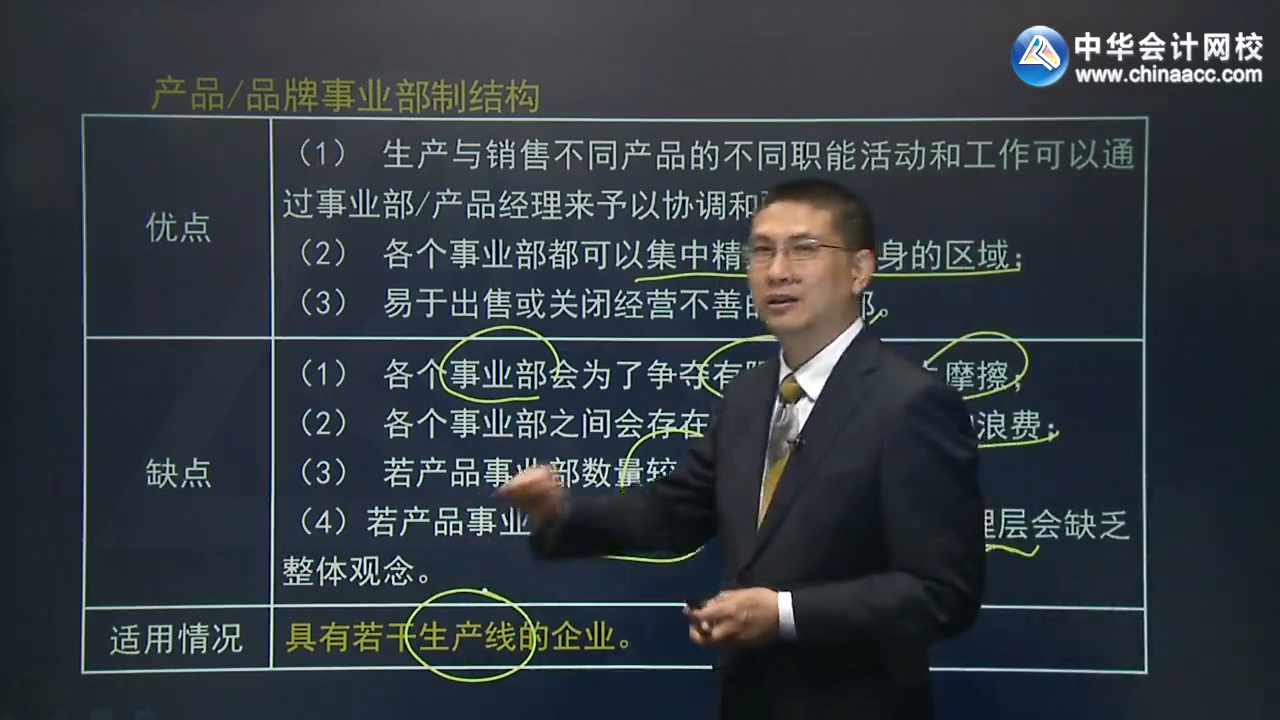 中华会计网校
www.chinaacc.com
产品/品牌事业部制结构
优点
（1） 生产与销售不同产品的不同职能活动和工作可以通
过事业部/产品经理来予以协调和
（2） 各个事业部都可以集中精 身的区域；
（3） 易于出售或关闭经营不善的 部。
缺点
（1） 各个事业部会为了争夺有 摩擦；
（2） 各个事业部之间会存在 浪费；
（3） 若产品事业部数量较
（4）若产品事业 理层会缺乏
整体观念。
适用情况
具有若干生产线的企业。